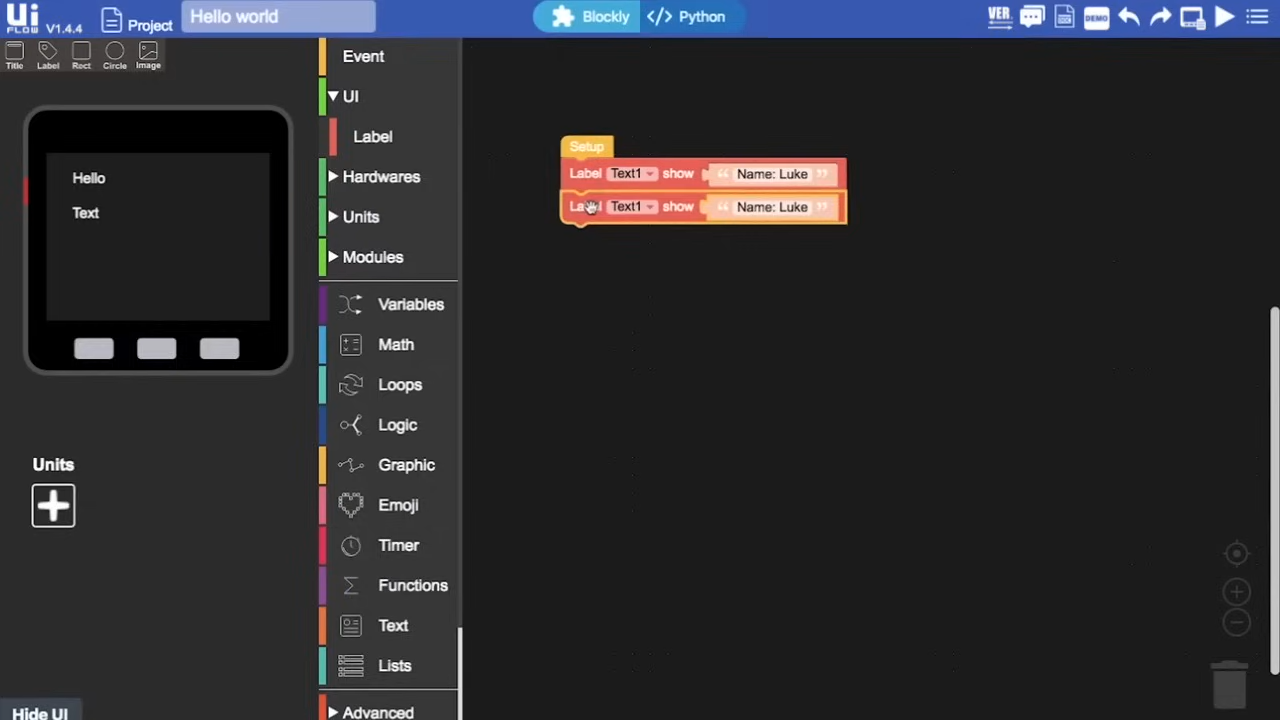 Ui
FLOW V1.4.4
Project
Hello world
Blockly
</> Python
VER.
DEMO
Title
Label
Rect
Circle
Image
Hello
Text
Units
Hide UI
Event
UI
Label
Hardwares
Units
Modules
Variables
Math
Loops
Logic
Graphic
Emoji
Timer
Functions
Text
Lists
Advanced
Setup
Label Text1 show “ Name: Luke ”
Label Text1 show “ Name: Luke ”